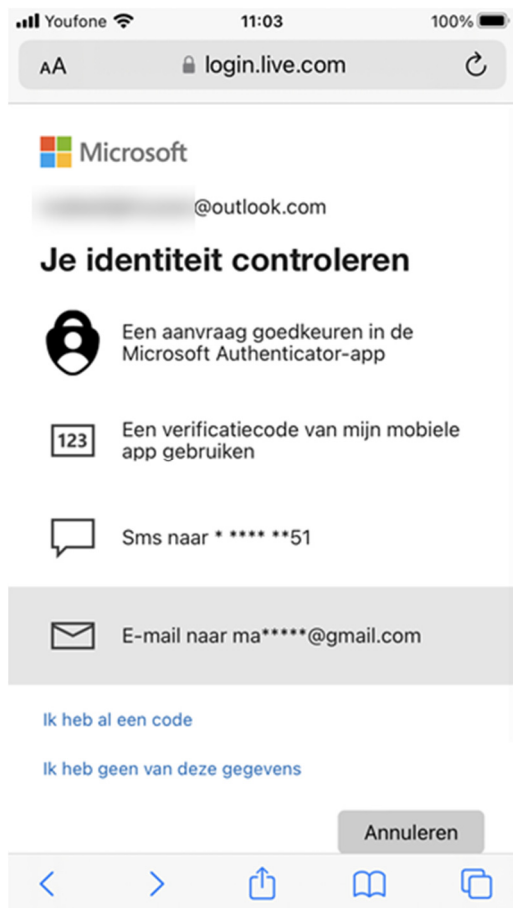 Youfone 11:03 100%
AA login.live.com
Microsoft
@outlook.com
Je identiteit controleren
Een aanvraag goedkeuren in de
Microsoft Authenticator-app
123
Een verificatiecode van mijn mobiele
app gebruiken
Sms naar * **** **51
E-mail naar ma*****@gmail.com
Ik heb al een code
Ik heb geen van deze gegevens
Annuleren